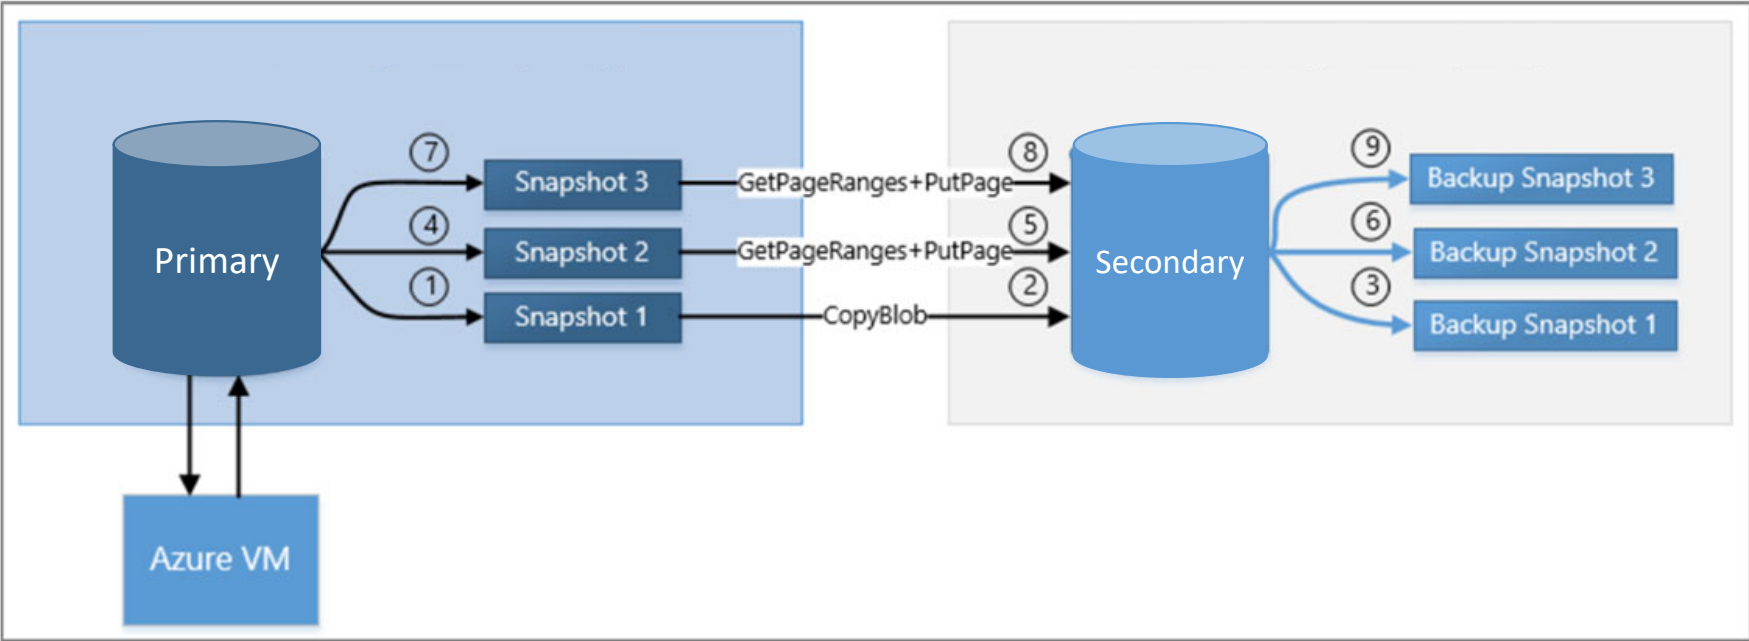 ⑦
Snapshot 3
GetPageRanges+PutPage
⑧
⑨
Backup Snapshot 3
④
Snapshot 2
GetPageRanges+PutPage
⑤
⑥
Backup Snapshot 2
Primary
Secondary
①
Snapshot 1
CopyBlob
②
③
Backup Snapshot 1
Azure VM